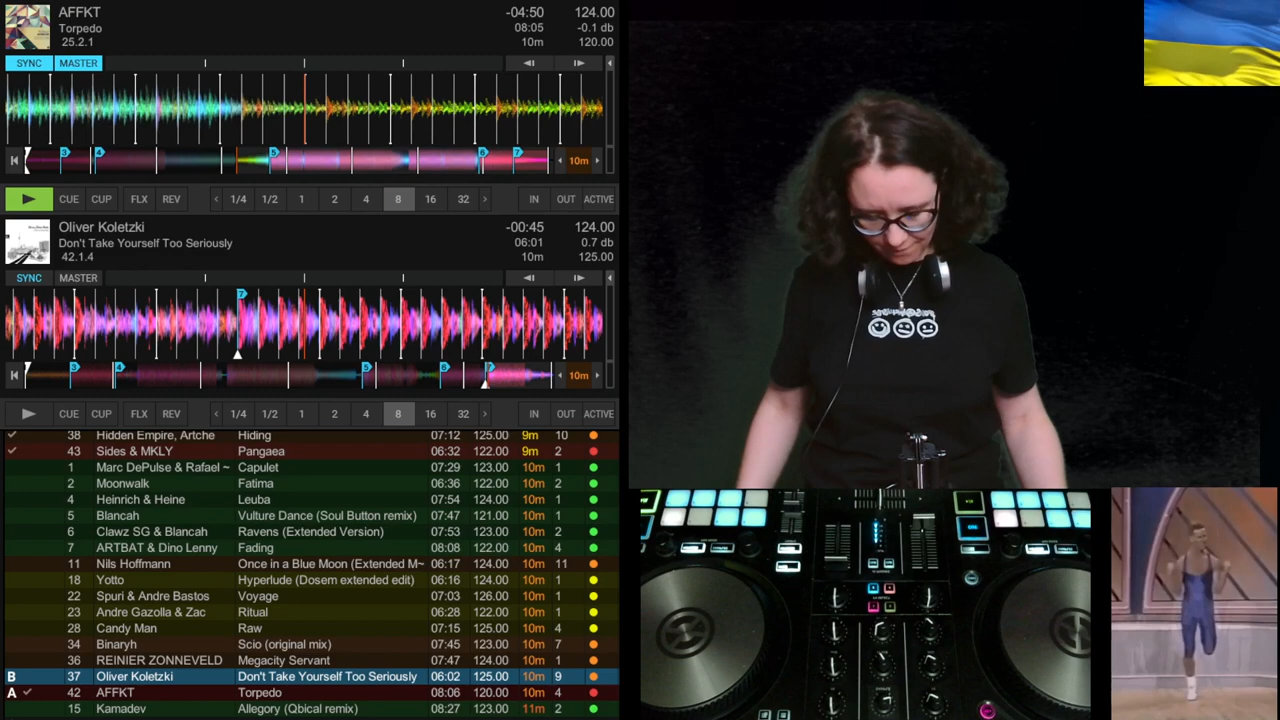 AFFKT -04:50 124.00
Torpedo 08:05 -0.1 db
25.2.1 10m 120.00
SYNC MASTER
3 4 5 6 7 10m
CUE CUP FLX REV 1/4 1/2 1 2 4 8 16 32 IN OUT ACTIVE
Oliver Koletzki -00:45 124.00
Don't Take Yourself Too Seriously 06:01 0.7 db
42.1.4 10m 125.00
SYNC MASTER
7
3 4 5 6 7 10m
CUE CUP FLX REV 1/4 1/2 1 2 4 8 16 32 IN OUT ACTIVE
38 Hidden Empire, Artche Hiding 07:12 125.00 9m 10
43 Sides & MKLY Pangaea 06:32 122.00 9m 2
1 Marc DePulse & Rafael ~ Capulet 07:29 123.00 10m 1
2 Moonwalk Fatima 06:36 122.00 10m 2
4 Heinrich & Heine Leuba 07:54 124.00 10m 1
5 Blancah Vulture Dance (Soul Button remix) 07:47 121.00 10m 1
6 Clawz SG & Blancah Ravens (Extended Version) 07:53 123.00 10m 2
7 ARTBAT & Dino Lenny Fading 08:08 122.00 10m 4
11 Nils Hoffmann Once in a Blue Moon (Extended M~ 06:17 124.00 10m 11
18 Yotto Hyperlude (Dosem extended edit) 06:16 124.00 10m 1
22 Spuri & Andre Bastos Voyage 07:03 126.00 10m 1
23 Andre Gazolla & Zac Ritual 06:28 122.00 10m 1
28 Candy Man Raw 07:15 125.00 10m 4
34 Binaryh Scio (original mix) 07:45 123.00 10m 7
36 REINIER ZONNEVELD Megacity Servant 07:47 124.00 10m 1
B 37 Oliver Koletzki Don't Take Yourself Too Seriously 06:02 125.00 10m 9
A 42 AFFKT Torpedo 08:06 120.00 10m 4
15 Kamadev Allegory (Qbical remix) 08:27 123.00 11m 2